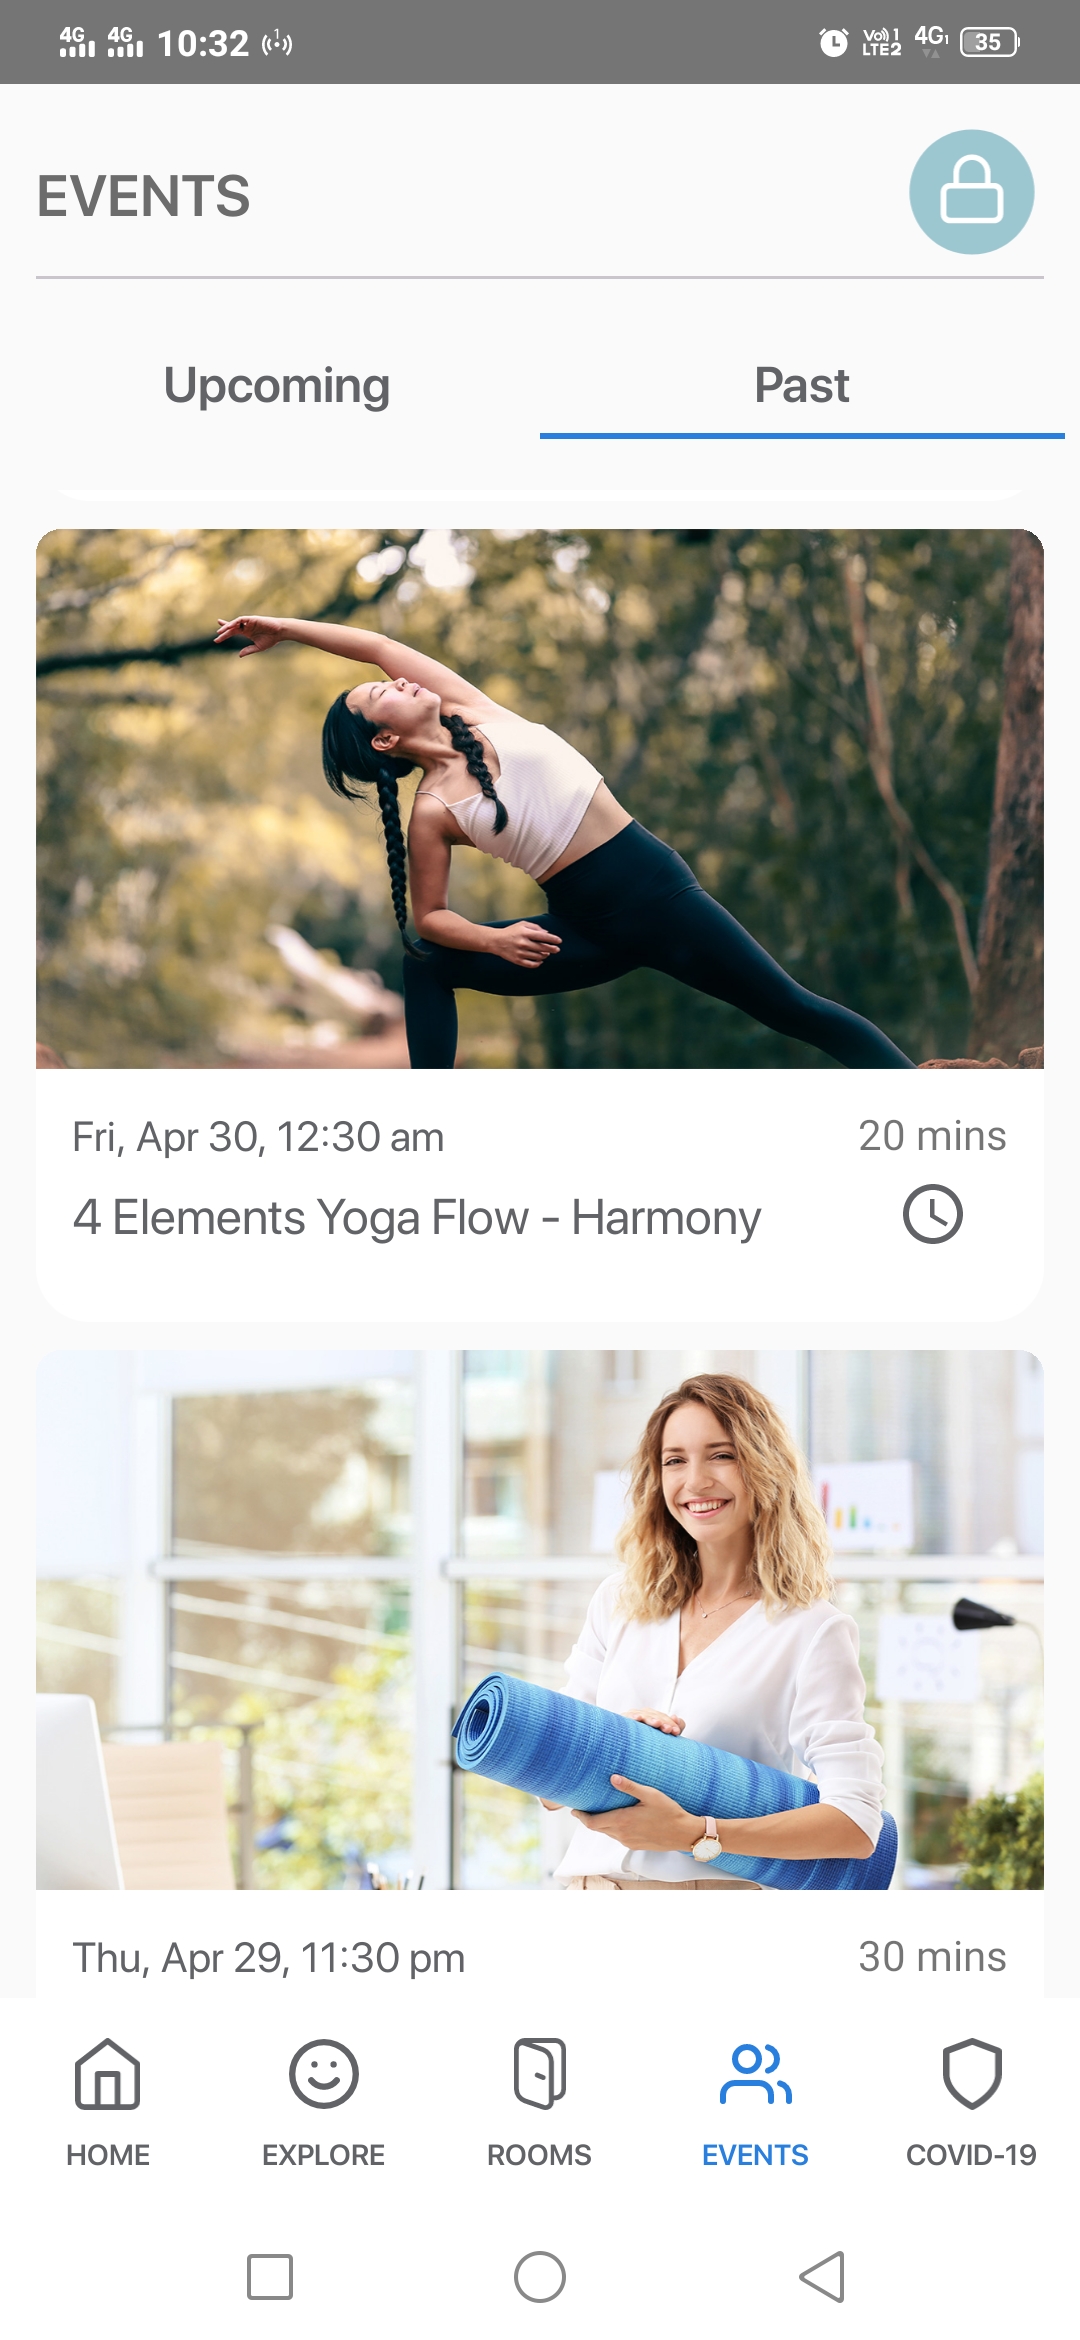 4G 4G 10:32 1 Vo)) 1 LTE2 4G1 35
EVENTS
Upcoming Past
Fri, Apr 30, 12:30 am 20 mins
4 Elements Yoga Flow - Harmony
Thu, Apr 29, 11:30 pm 30 mins
HOME EXPLORE ROOMS EVENTS COVID-19